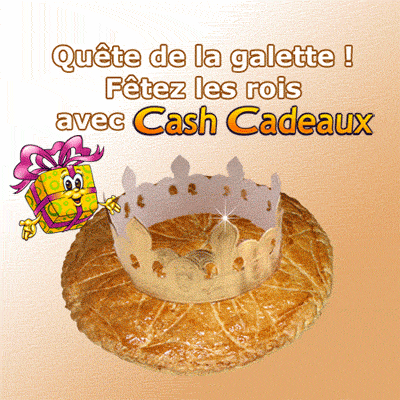 Quête de la galette !
Fêtez les rois
avec Cash Cadeaux